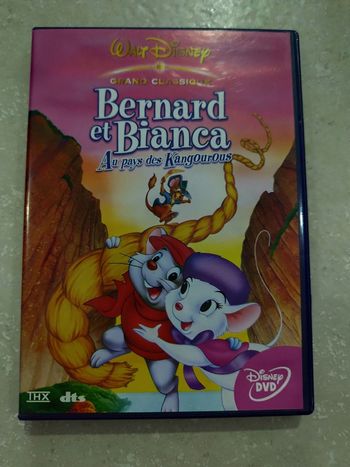 WALT DISNEY
GRAND CLASSIQUE
Bernard
et Bianca
Au pays des Kangourous
THX
dts
DISNEY
DVD